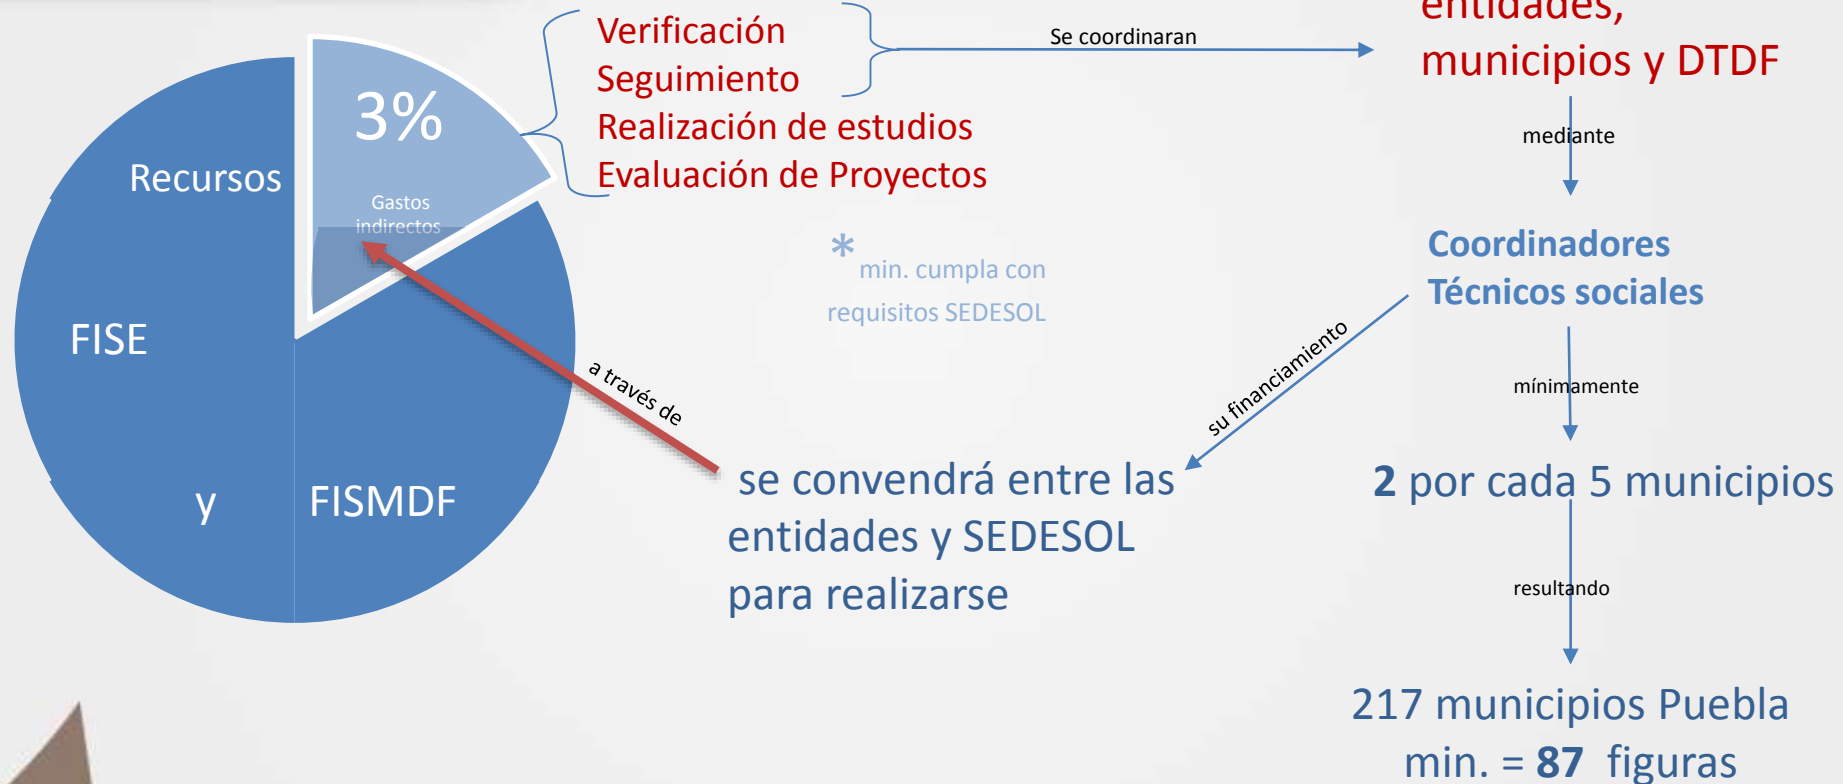 Recursos
FISE
y
FISMDF
3%
Gastos
indirectos
Verificación
Seguimiento
Realización de estudios
Evaluación de Proyectos
Se coordinaran
entidades,
municipios y DTDF
mediante
Coordinadores
Técnicos sociales
mínimamente
2 por cada 5 municipios
resultando
217 municipios Puebla
min. = 87 figuras
su financiamiento
se convendrá entre las
entidades y SEDESOL
para realizarse
a través de
* min. cumpla con
requisitos SEDESOL